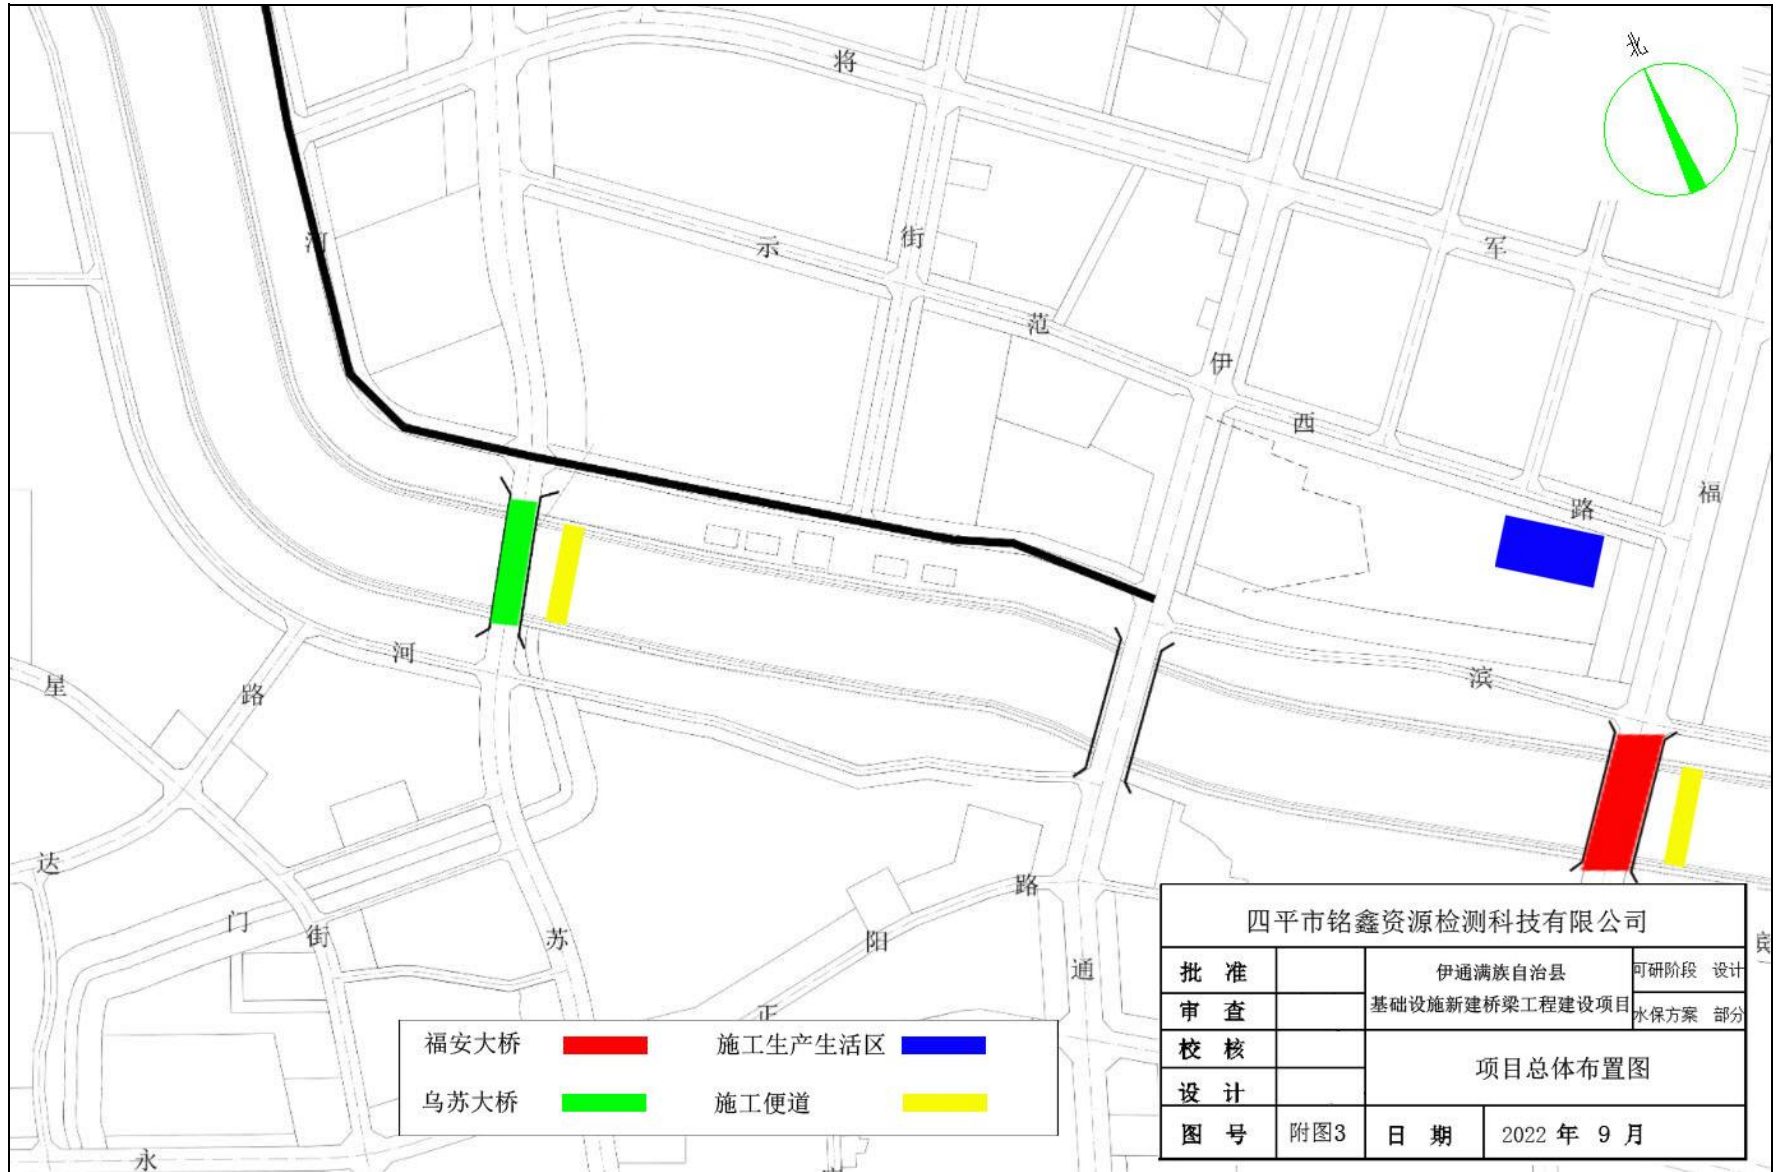 北
将
河
示
街
军
范
伊
西
福
路
河
滨
星
路
达
路
门
街
苏
阳
通
正
永
福安大桥
施工生产生活区
乌苏大桥
施工便道
四平市铭鑫资源检测科技有限公司
批 准
伊通满族自治县
基础设施新建桥梁工程建设项目
可研阶段 设计
水保方案 部分
审 查
校 核
项目总体布置图
设 计
图 号 附图3 日 期 2022 年 9 月